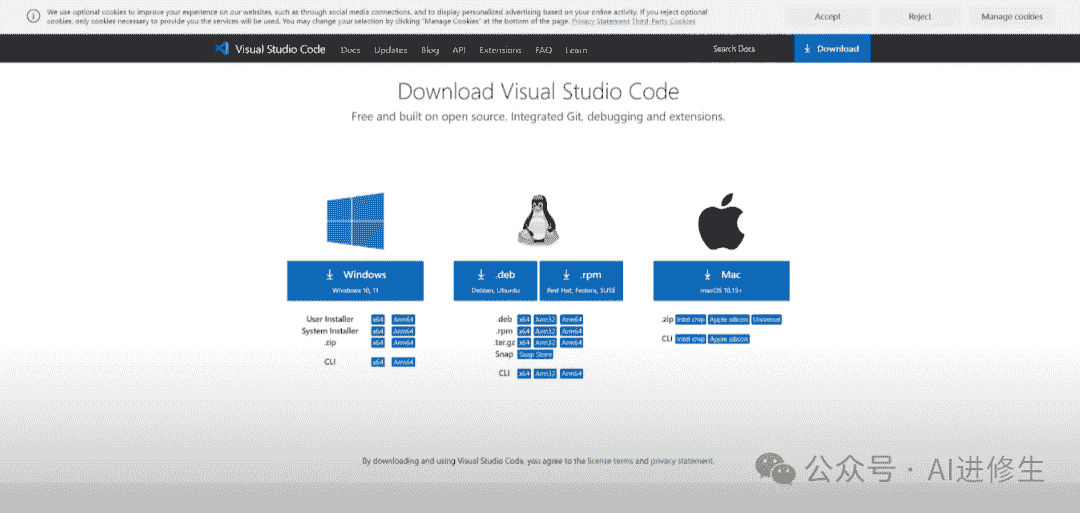 We use optional cookies to improve your experience on our websites, such as through social media connections, and to display personalized advertising based on your online activity. If you reject optional
cookies, only cookies necessary to provide you the services will be used. You may change your selection by clicking "Manage Cookies" at the bottom of the page. Privacy Statement Third-Party Cookies
Accept Reject Manage cookies
Visual Studio Code Docs Updates Blog API Extensions FAQ Learn Search Docs Download
Download Visual Studio Code
Free and built on open source. Integrated Git, debugging and extensions.
Windows
Windows 10, 11
.deb
Debian, Ubuntu
.rpm
Red Hat, Fedora, SUSE
Mac
macOS 10.15+
User Installer x64 Arm64
System Installer x64 Arm64
.zip x64 Arm64
CLI x64 Arm64
.deb x64 Arm32 Arm64
.rpm x64 Arm32 Arm64
.tar.gz x64 Arm32 Arm64
Snap Snap Store
CLI x64 Arm32 Arm64
.zip Intel chip Apple silicon Universal
CLI Intel chip Apple silicon
By downloading and using Visual Studio Code, you agree to the license terms and privacy statement.
公众号 · AI进修生